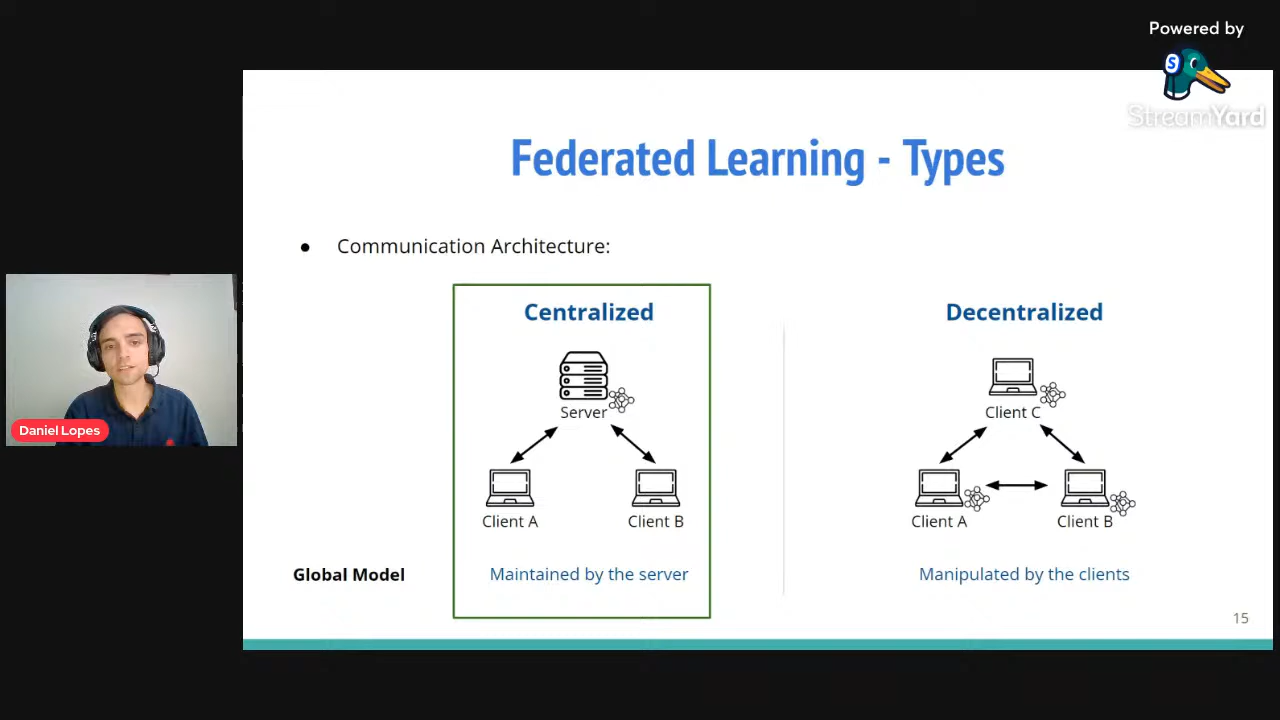 Powered by
S
StreamYard
Federated Learning - Types
● Communication Architecture:
Centralized
Server
Client A
Client B
Decentralized
Client C
Client A
Client B
Global Model
Maintained by the server
Manipulated by the clients
15
Daniel Lopes